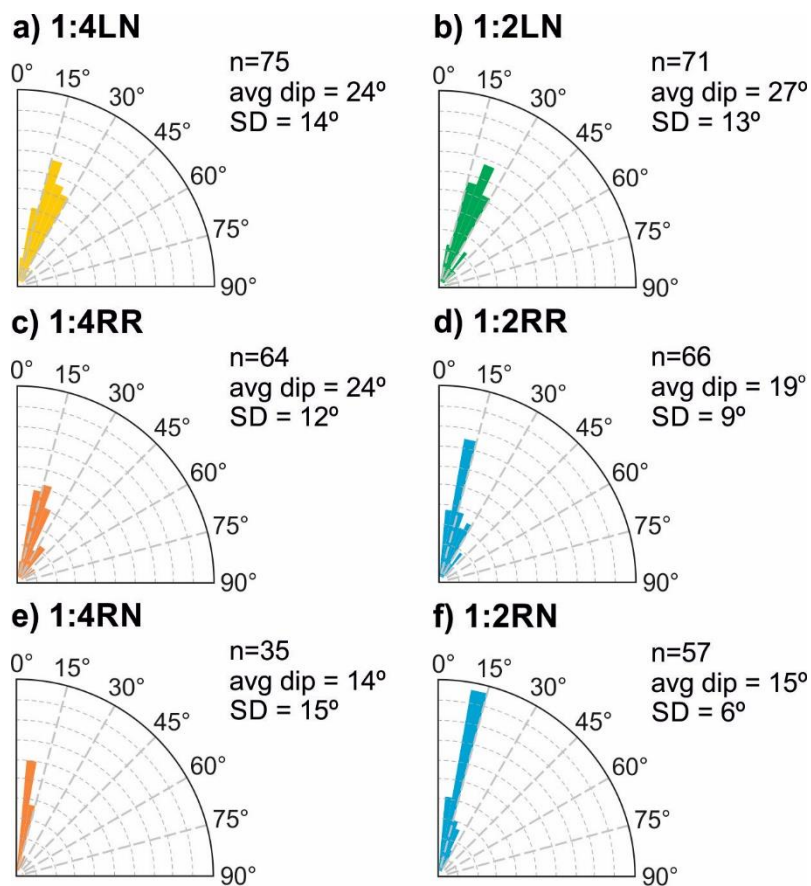 a) 1:4LN
0°
15°
30°
45°
60°
75°
90°
n=75
avg dip = 24º
SD = 14º
b) 1:2LN
0°
15°
30°
45°
60°
75°
90°
n=71
avg dip = 27º
SD = 13º
c) 1:4RR
0°
15°
30°
45°
60°
75°
90°
n=64
avg dip = 24º
SD = 12º
d) 1:2RR
0°
15°
30°
45°
60°
75°
90°
n=66
avg dip = 19º
SD = 9º
e) 1:4RN
0°
15°
30°
45°
60°
75°
90°
n=35
avg dip = 14º
SD = 15º
f) 1:2RN
0°
15°
30°
45°
60°
75°
90°
n=57
avg dip = 15º
SD = 6º